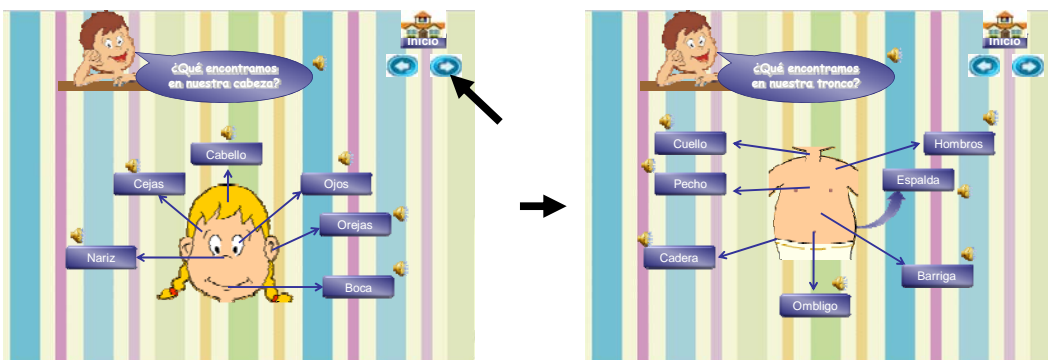 Inicio
¿Qué encontramos
en nuestra cabeza?
Cabello
Cejas
Ojos
Orejas
Nariz
Boca
Inicio
¿Qué encontramos
en nuestra tronco?
Cuello
Hombros
Pecho
Espalda
Cadera
Barriga
Ombligo